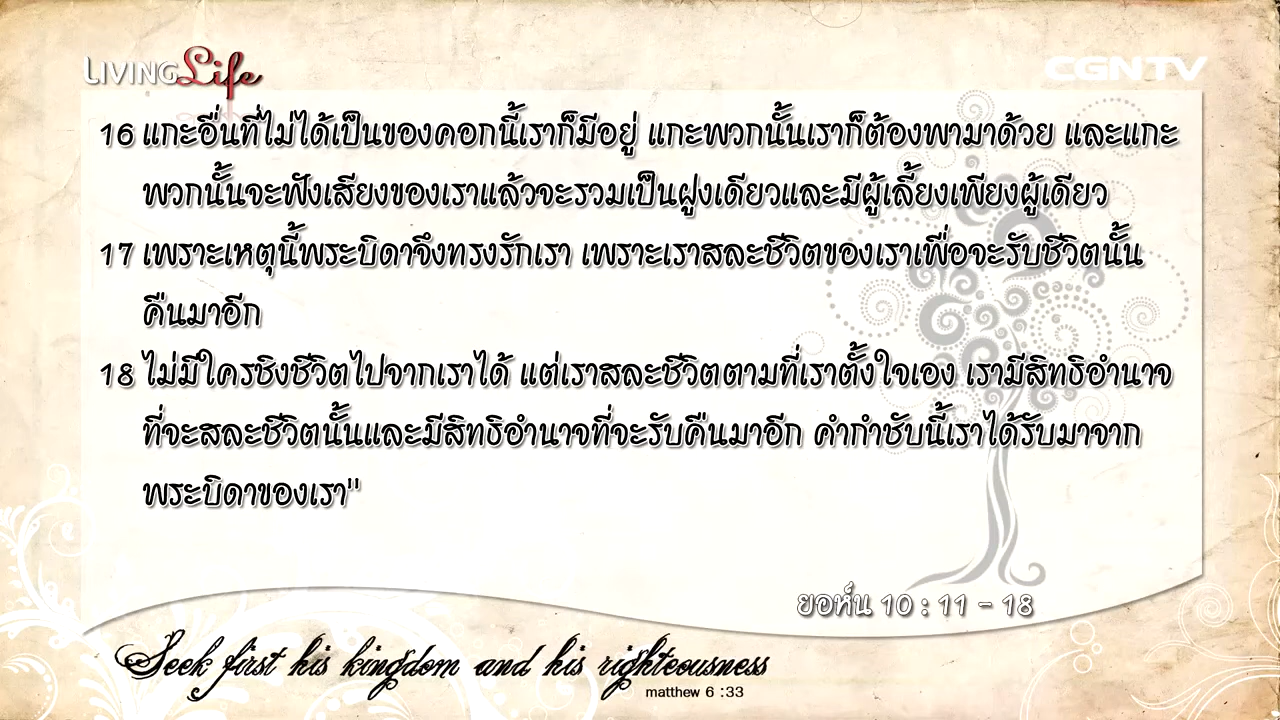 LIVING Life
CGNTV
16 แกะอื่นที่ไม่ได้เป็นของคอกนี้เราก็มีอยู่ แกะพวกนั้นเราก็ต้องพามาด้วย และแกะ
พวกนั้นจะฟังเสียงของเราแล้วจะรวมเป็นฝูงเดียวและมีผู้เลี้ยงเพียงผู้เดียว
17 เพราะเหตุนี้พระบิดาจึงทรงรักเรา เพราะเราสละชีวิตของเราเพื่อจะรับชีวิตนั้น
คืนมาอีก
18 ไม่มีใครชิงชีวิตไปจากเราได้ แต่เราสละชีวิตตามที่เราตั้งใจเอง เรามีสิทธิอำนาจ
ที่จะสละชีวิตนั้นและมีสิทธิอำนาจที่จะรับคืนมาอีก คำกำชับนี้เราได้รับมาจาก
พระบิดาของเรา"
ยอห์น 10 : 11 - 18
Seek first his kingdom and his righteousness
matthew 6 :33